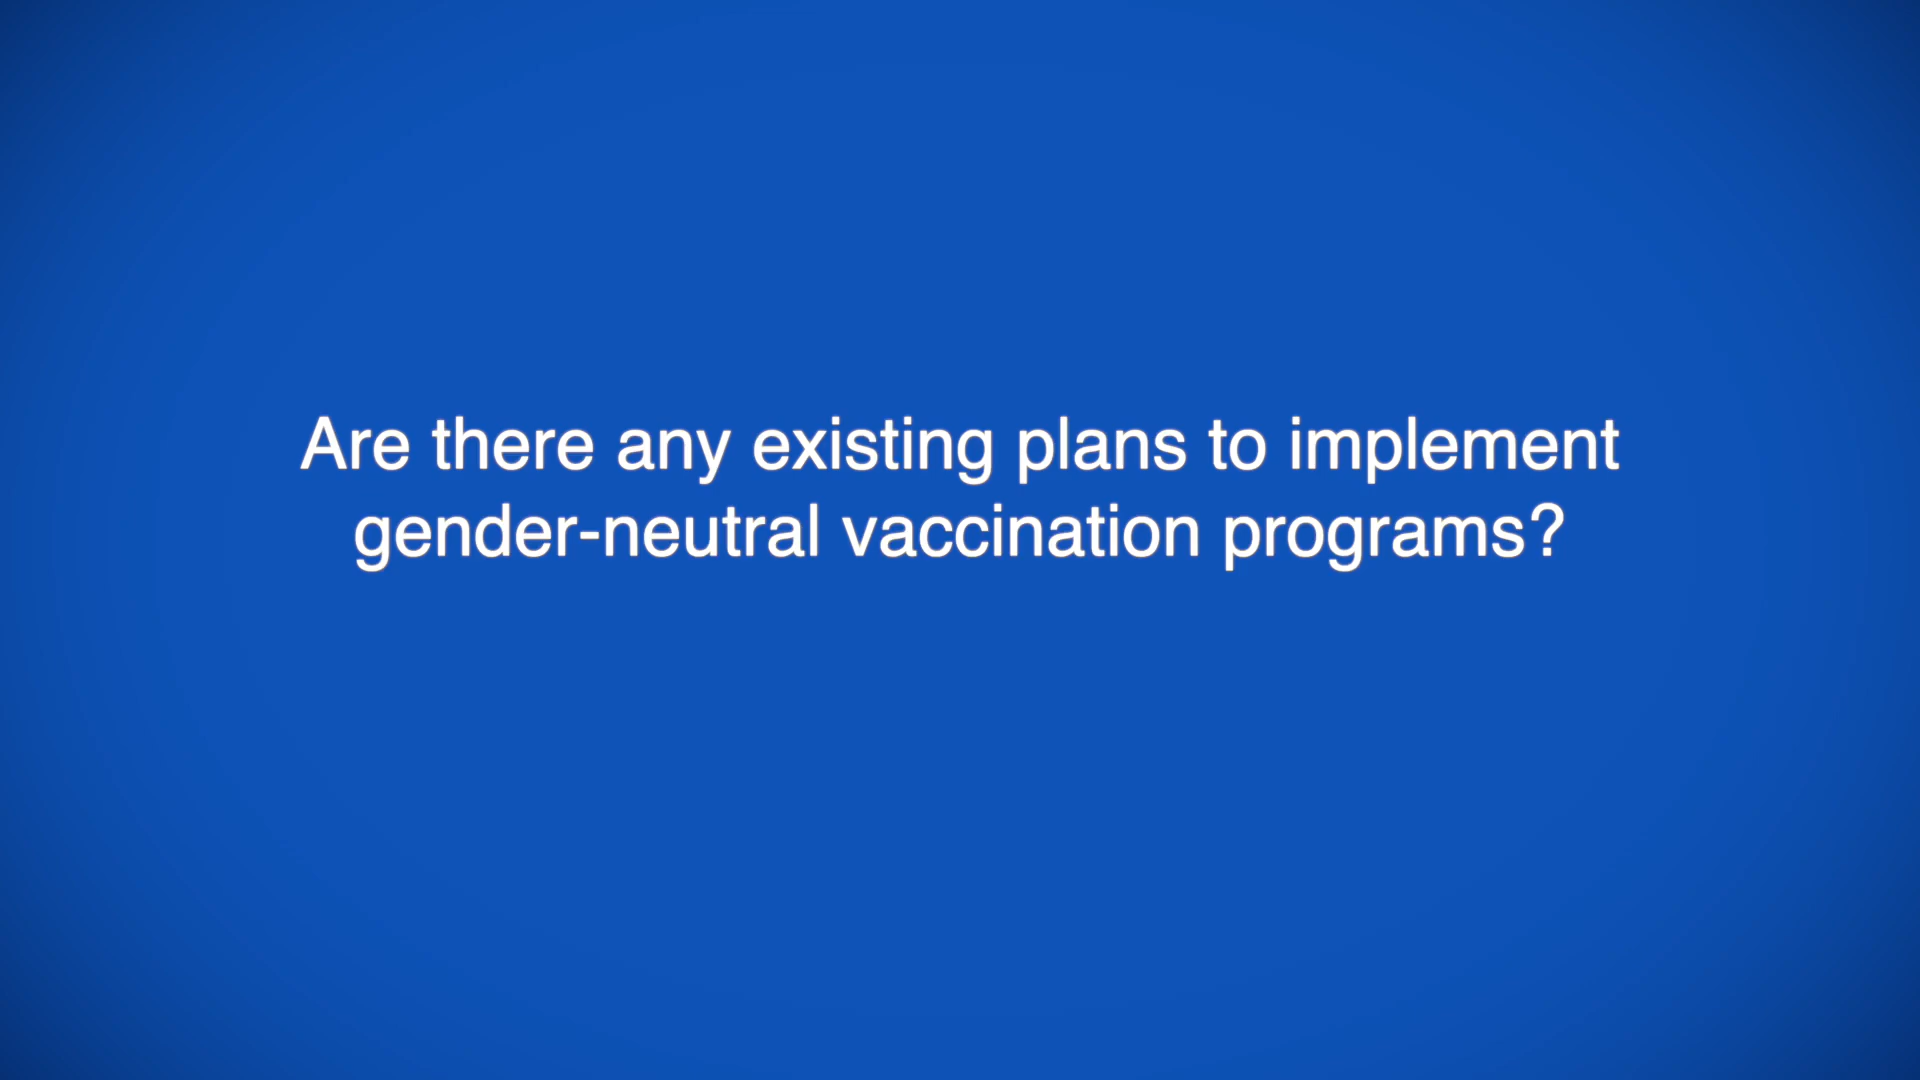 Are there any existing plans to implement
gender-neutral vaccination programs?